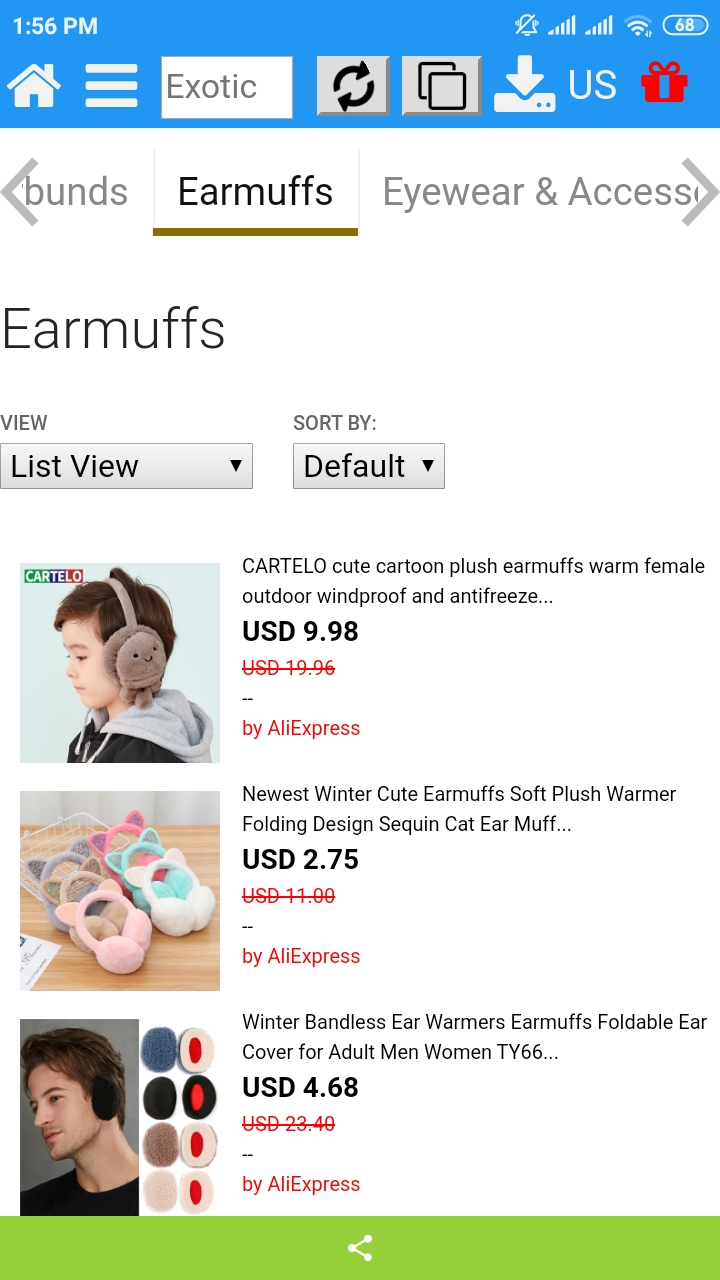 1:56 PM
68
Exotic
US
bunds
Earmuffs
Eyewear & Access
Earmuffs
VIEW
SORT BY:
List View
Default
CARTELO
CARTELO cute cartoon plush earmuffs warm female
outdoor windproof and antifreeze...
USD 9.98
USD 19.96
--
by AliExpress
Newest Winter Cute Earmuffs Soft Plush Warmer
Folding Design Sequin Cat Ear Muff...
USD 2.75
USD 11.00
--
by AliExpress
Winter Bandless Ear Warmers Earmuffs Foldable Ear
Cover for Adult Men Women TY66...
USD 4.68
USD 23.40
--
by AliExpress